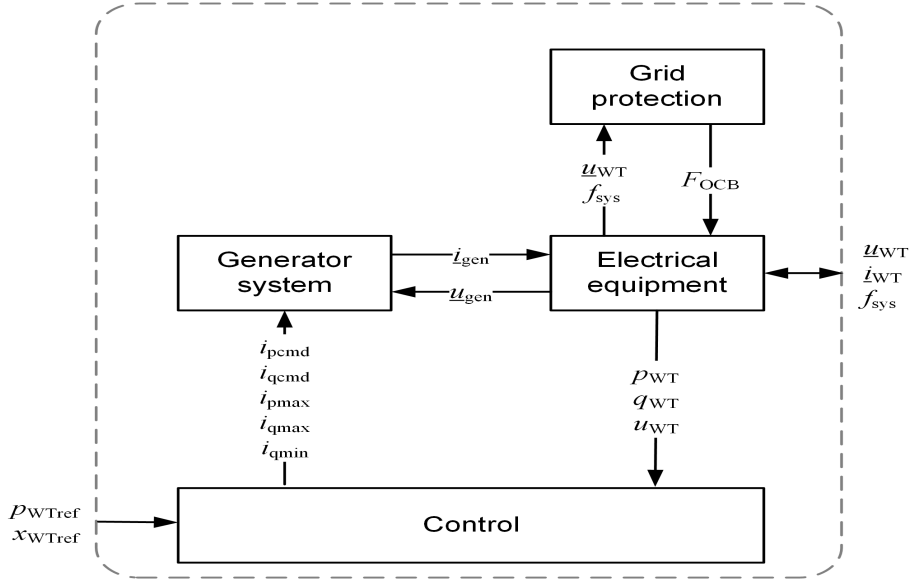 Grid
protection
u_WT
f_sys
F_OCB
Generator
system
i_gen
u_gen
Electrical
equipment
u_WT
i_WT
f_sys
i_pcmd
i_qcmd
i_pmax
i_qmax
i_qmin
p_WT
q_WT
u_WT
p_WTref
x_WTref
Control